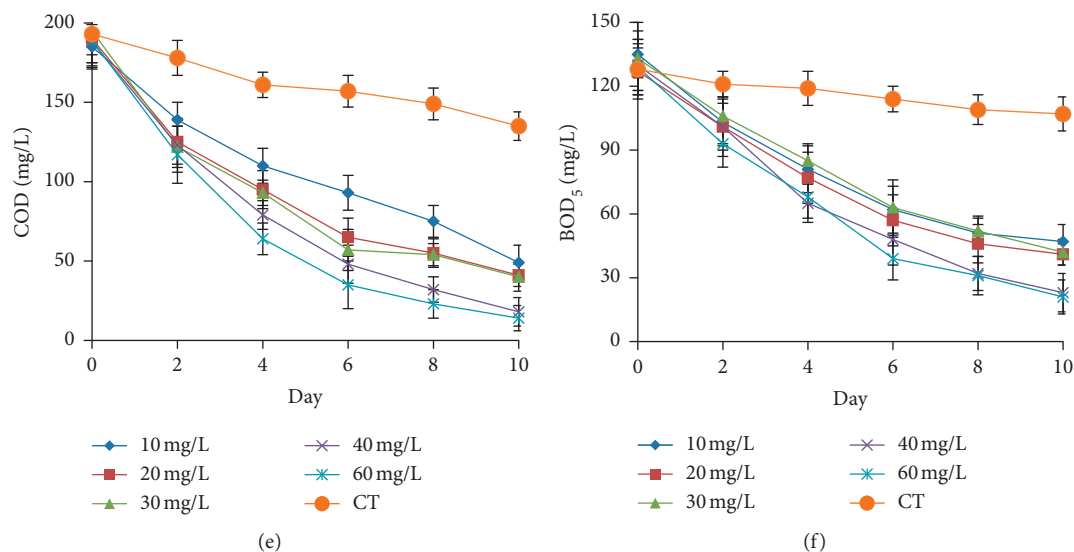 200
150
100
50
0
COD (mg/L)
0 2 4 6 8 10
Day
10 mg/L
20 mg/L
30 mg/L
40 mg/L
60 mg/L
CT
(e)
150
120
90
60
30
0
BOD5 (mg/L)
0 2 4 6 8 10
Day
10 mg/L
20 mg/L
30 mg/L
40 mg/L
60 mg/L
CT
(f)